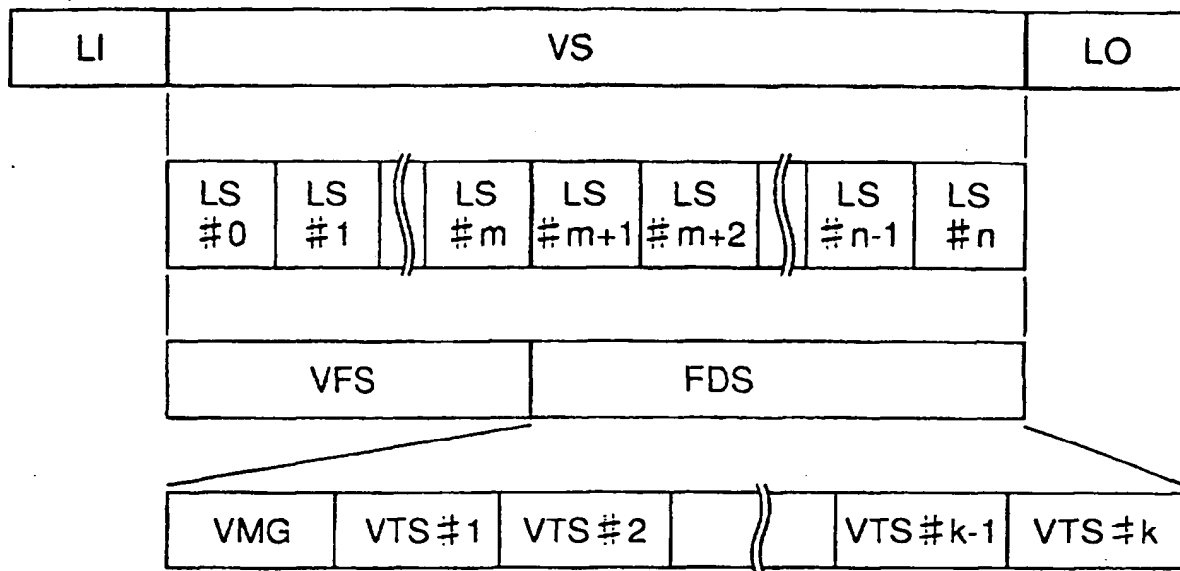 LI VS LO
LS LS LS LS LS LS LS
#0 #1 #m #m+1 #m+2 #n-1 #n
VFS FDS
VMG VTS#1 VTS#2 VTS#k-1 VTS#k